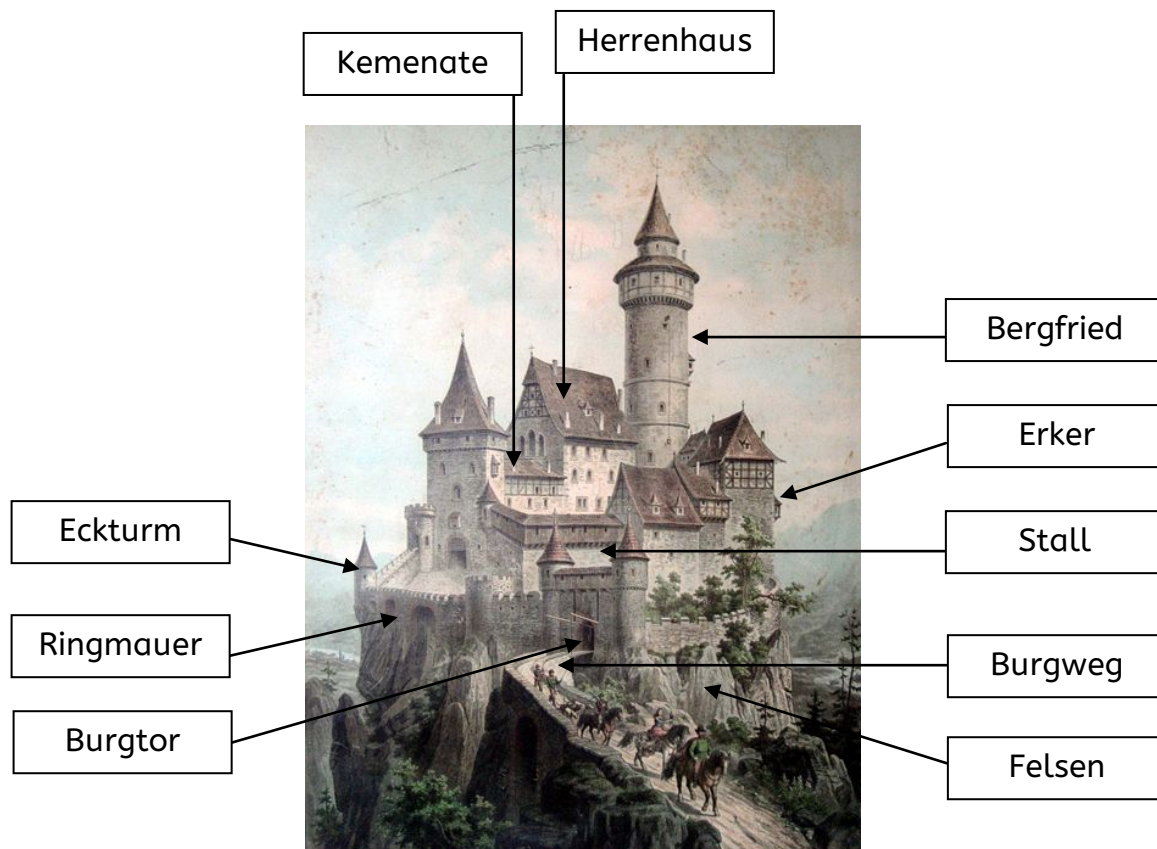 Herrenhaus
Kemenate
Bergfried
Erker
Eckturm
Stall
Ringmauer
Burgweg
Burgtor
Felsen